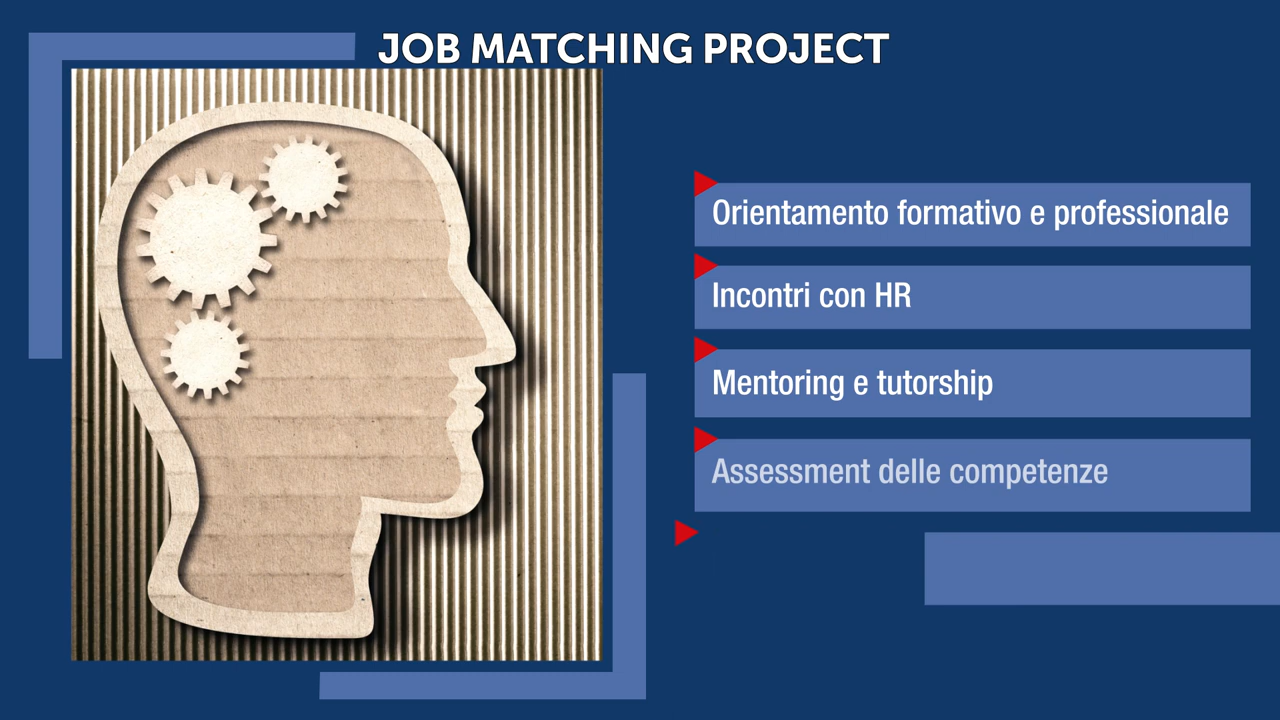 JOB MATCHING PROJECT
Orientamento formativo e professionale
Incontri con HR
Mentoring e tutorship
Assessment delle competenze